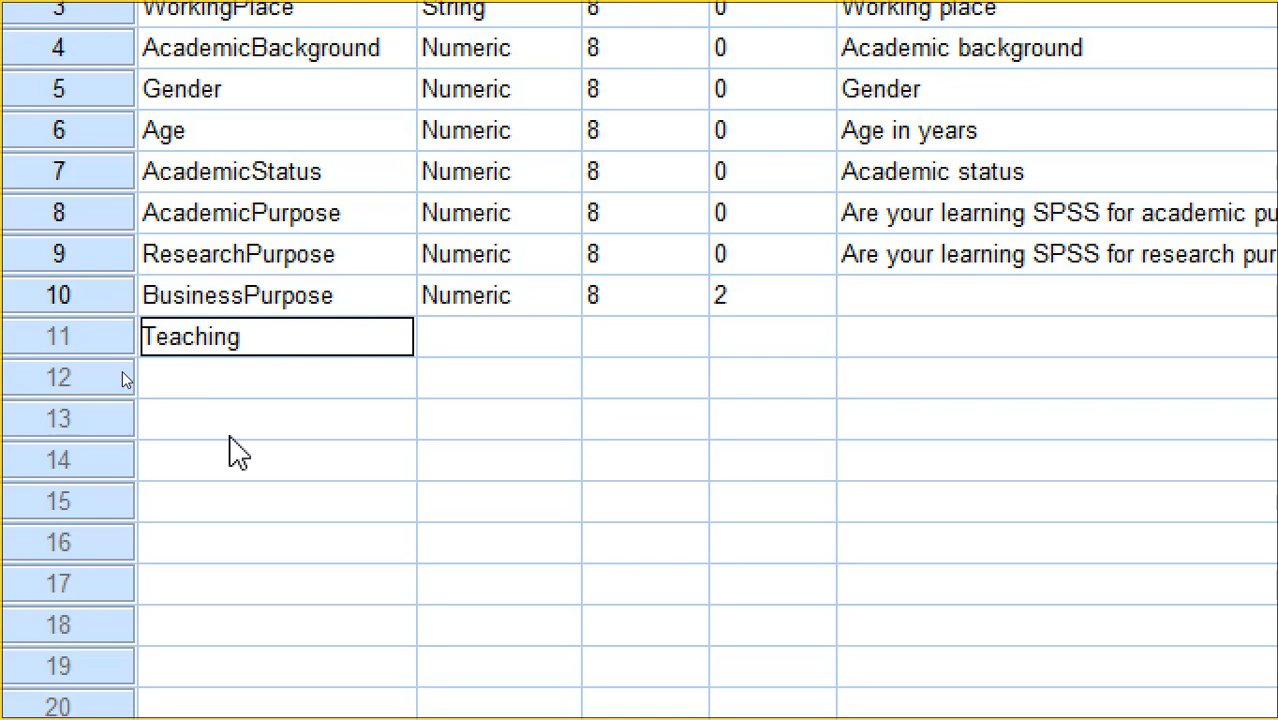 3 WorkingPlace String 8 0 Working place
4 AcademicBackground Numeric 8 0 Academic background
5 Gender Numeric 8 0 Gender
6 Age Numeric 8 0 Age in years
7 AcademicStatus Numeric 8 0 Academic status
8 AcademicPurpose Numeric 8 0 Are your learning SPSS for academic pu
9 ResearchPurpose Numeric 8 0 Are your learning SPSS for research pur
10 BusinessPurpose Numeric 8 2
11 Teaching
12
13
14
15
16
17
18
19
20